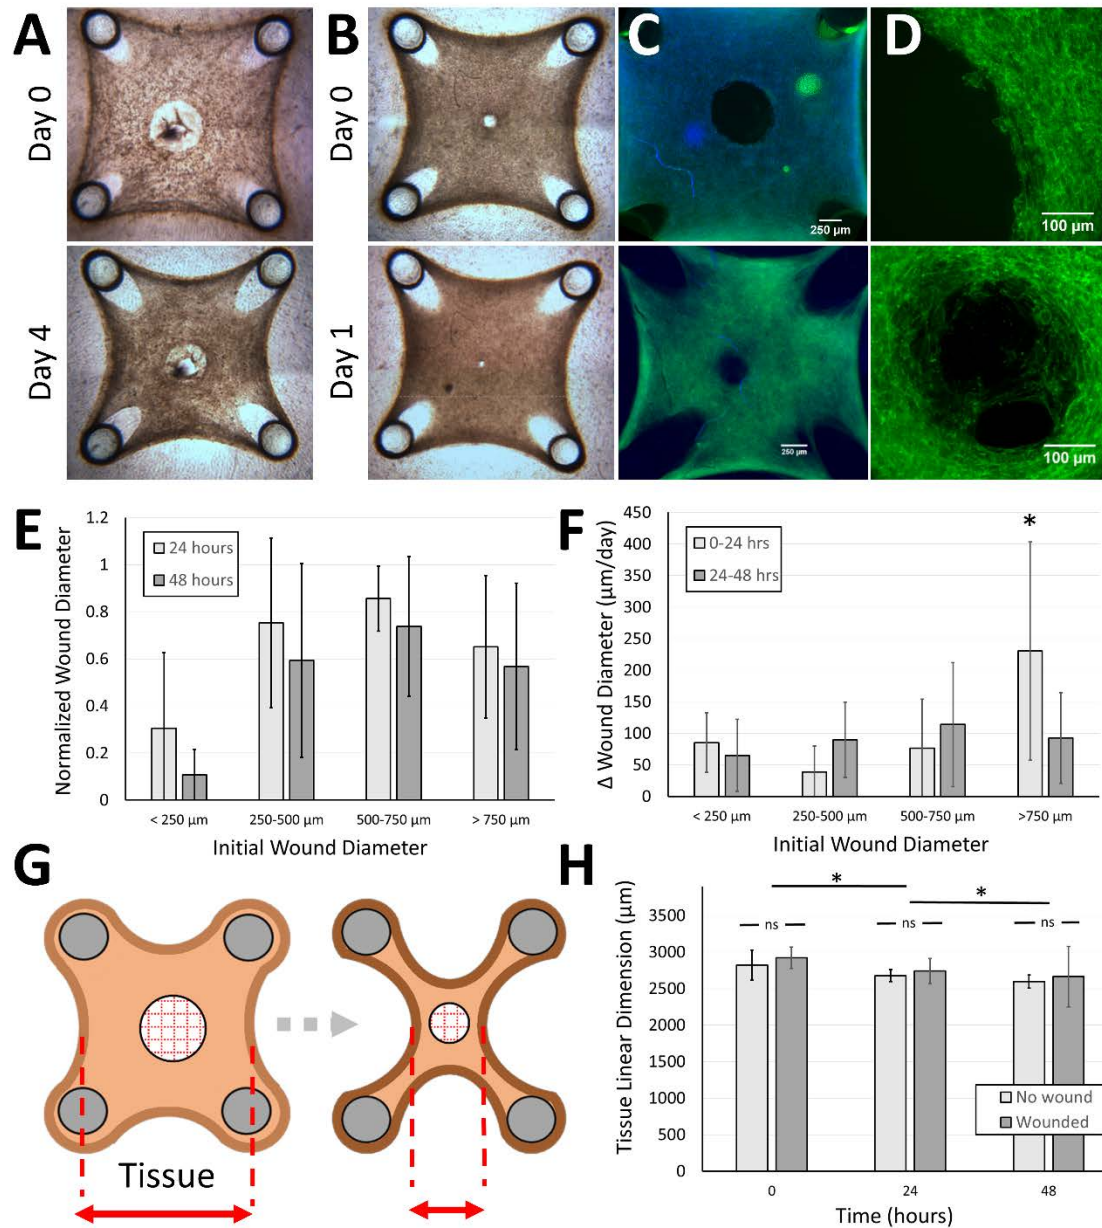 A
B
C
D
Day 0
Day 0
250 µm
100 µm
Day 4
Day 1
250 µm
100 µm
E
Normalized Wound Diameter
1.2
1
0.8
0.6
0.4
0.2
0
24 hours
48 hours
< 250 µm
250-500 µm
500-750 µm
>750 µm
Initial Wound Diameter
F
Δ Wound Diameter (µm/day)
450
400
350
300
250
200
150
100
50
0
0-24 hrs
24-48 hrs
*
< 250 µm
250-500 µm
500-750 µm
>750 µm
Initial Wound Diameter
G
Tissue
H
Tissue Linear Dimension (µm)
3500
3000
2500
2000
1500
1000
500
0
*
*
ns
ns
ns
No wound
Wounded
0
24
48
Time (hours)